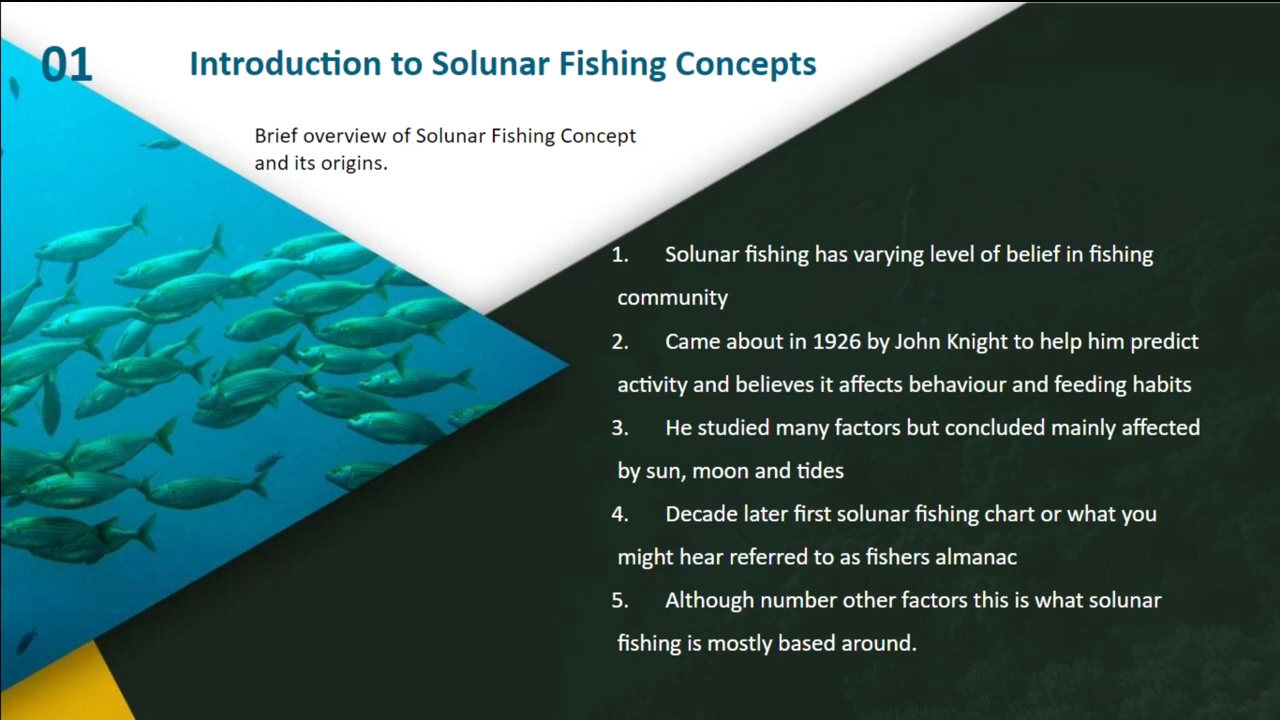 01
Introduction to Solunar Fishing Concepts
Brief overview of Solunar Fishing Concept
and its origins.
1. Solunar fishing has varying level of belief in fishing
community
2. Came about in 1926 by John Knight to help him predict
activity and believes it affects behaviour and feeding habits
3. He studied many factors but concluded mainly affected
by sun, moon and tides
4. Decade later first solunar fishing chart or what you
might hear referred to as fishers almanac
5. Although number other factors this is what solunar
fishing is mostly based around.